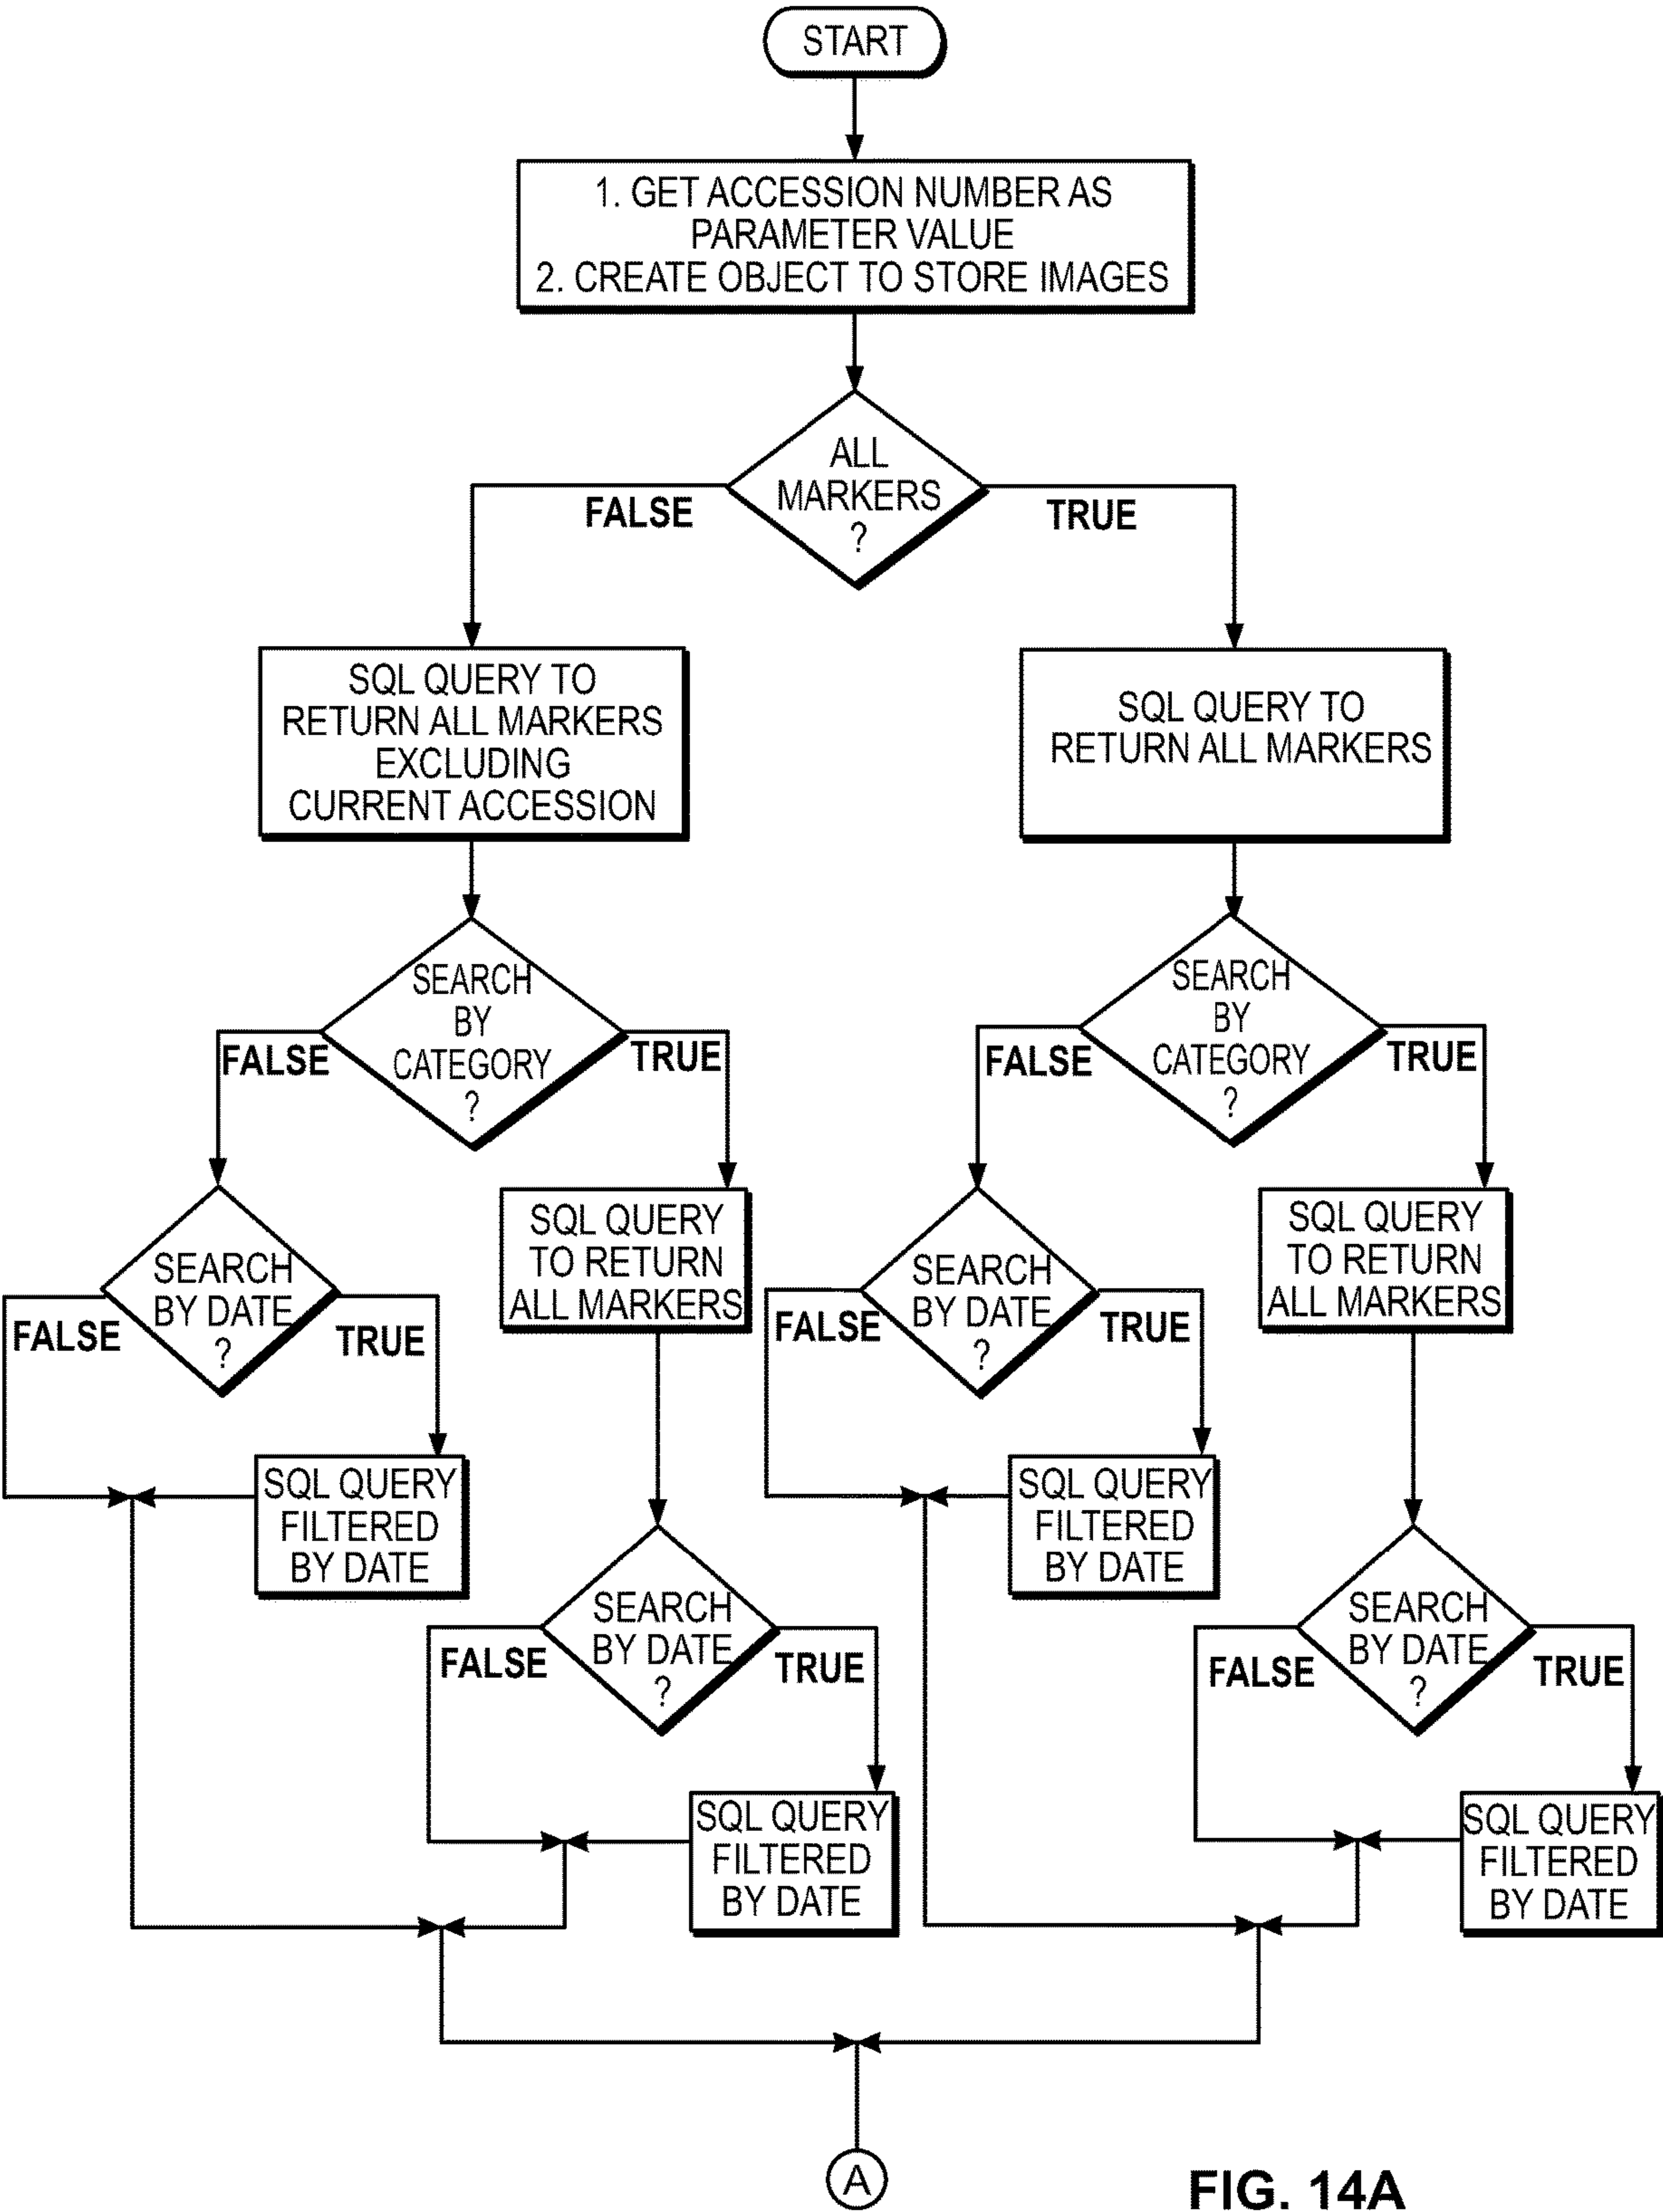 START
1. GET ACCESSION NUMBER AS
PARAMETER VALUE
2. CREATE OBJECT TO STORE IMAGES
ALL
MARKERS
?
FALSE
TRUE
SQL QUERY TO
RETURN ALL MARKERS
EXCLUDING
CURRENT ACCESSION
SQL QUERY TO
RETURN ALL MARKERS
SEARCH
BY
CATEGORY
?
FALSE
TRUE
SEARCH
BY
CATEGORY
?
FALSE
TRUE
SEARCH
BY DATE
?
FALSE
TRUE
SQL QUERY
TO RETURN
ALL MARKERS
SEARCH
BY DATE
?
FALSE
TRUE
SQL QUERY
TO RETURN
ALL MARKERS
SQL QUERY
FILTERED
BY DATE
SQL QUERY
FILTERED
BY DATE
SEARCH
BY DATE
?
FALSE
TRUE
SEARCH
BY DATE
?
FALSE
TRUE
SQL QUERY
FILTERED
BY DATE
SQL QUERY
FILTERED
BY DATE
A
FIG. 14A